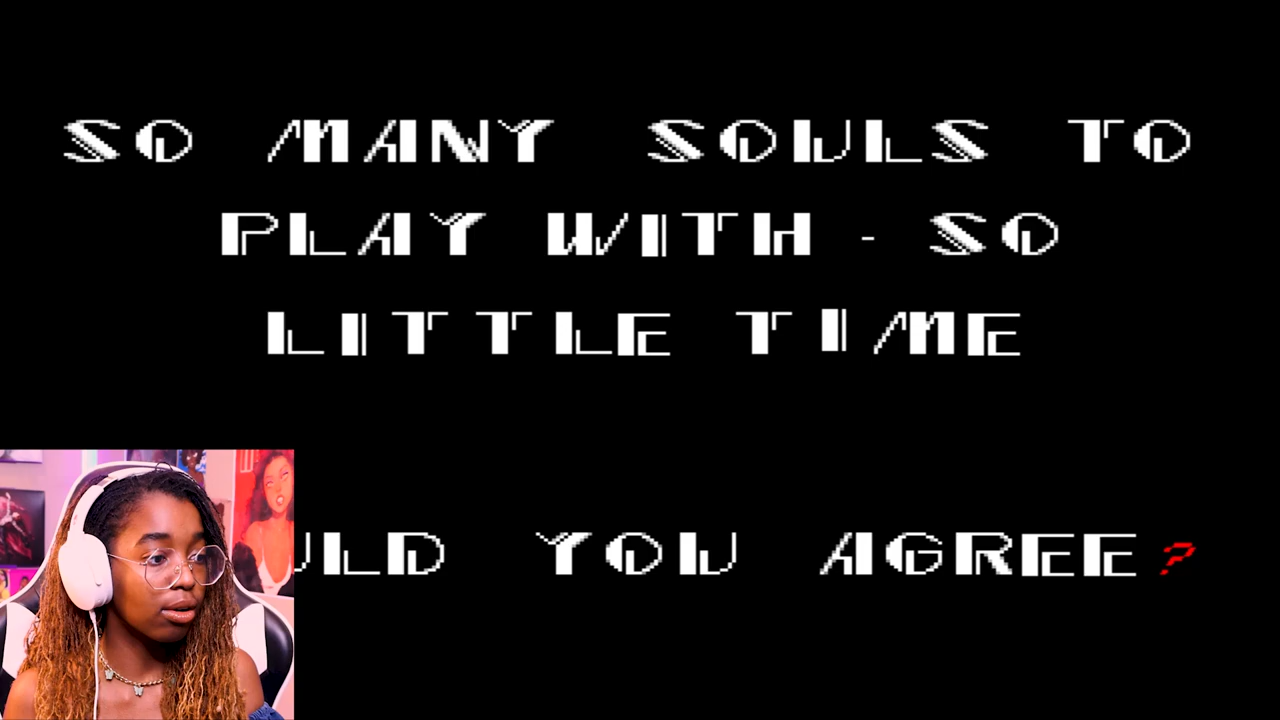 SO MANY SOULS TO
PLAY WITH - SO
LITTLE TIME
YOU AGREE?